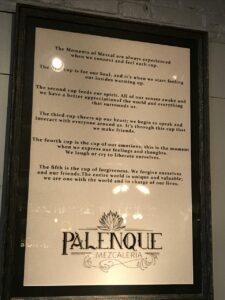 The Moments of Mezcal are always experienced
when we connect and feel each cup.
The first cup is for our Soul, and it's when we start feeling
our insides warming up.
The second cup feeds our spirit. All of our senses awake and
we have a better appreciation of the world and everything
that surrounds us.
The third cup cheers up our heart; we begin to speak and
interact with everyone around us. It's through this cup that
we make friends.
The fourth cup is the cup of our emotions; this is the moment
when we express our feelings and thoughts.
We laugh or cry to liberate ourselves.
The fifth is the cup of forgiveness. We forgive ourselves
and our friends. The entire world is unique and valuable,
we are one with the world and in charge of our lives.
PALENQUE
MEZCALERIA